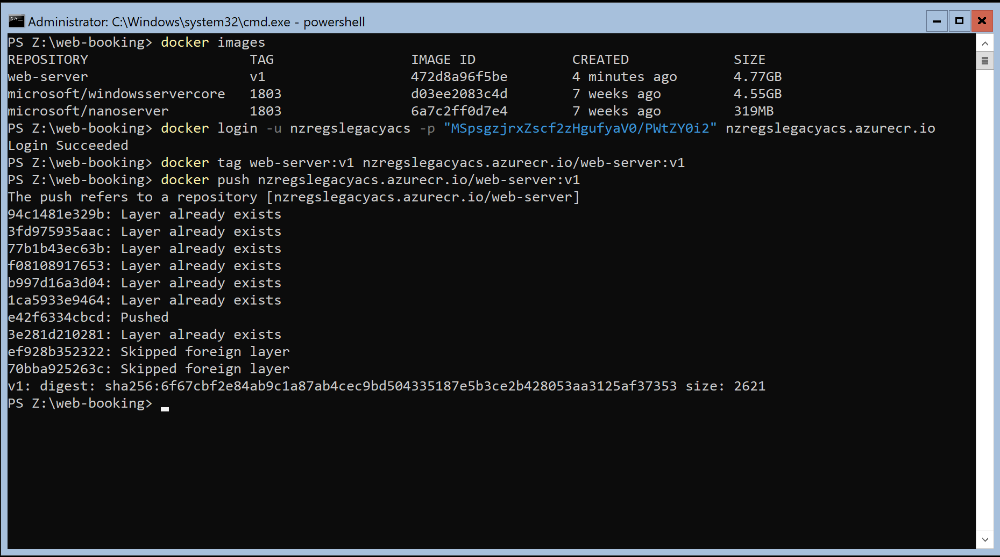 Administrator: C:\Windows\system32\cmd.exe - powershell
PS Z:\web-booking> docker images
REPOSITORY TAG IMAGE ID CREATED SIZE
web-server v1 472d8a96f5be 4 minutes ago 4.77GB
microsoft/windowsservercore 1803 d03ee2083c4d 7 weeks ago 4.55GB
microsoft/nanoserver 1803 6a7c2ff0d7e4 7 weeks ago 319MB
PS Z:\web-booking> docker login -u nzregslegacyacs -p "MSpsgzjrxZscf2zHgufyaV0/PWtZY0i2" nzregslegacyacs.azurecr.io
Login Succeeded
PS Z:\web-booking> docker tag web-server:v1 nzregslegacyacs.azurecr.io/web-server:v1
PS Z:\web-booking> docker push nzregslegacyacs.azurecr.io/web-server:v1
The push refers to a repository [nzregslegacyacs.azurecr.io/web-server]
94c1481e329b: Layer already exists
3fd975935aac: Layer already exists
77b1b43ec63b: Layer already exists
f08108917653: Layer already exists
b997d16a3d04: Layer already exists
1ca5933e9464: Layer already exists
e42f6334cbcd: Pushed
3e281d210281: Layer already exists
ef928b352322: Skipped foreign layer
70bba925263c: Skipped foreign layer
v1: digest: sha256:6f67cbf2e84ab9c1a87ab4cec9bd504335187e5b3ce2b428053aa3125af37353 size: 2621
PS Z:\web-booking>